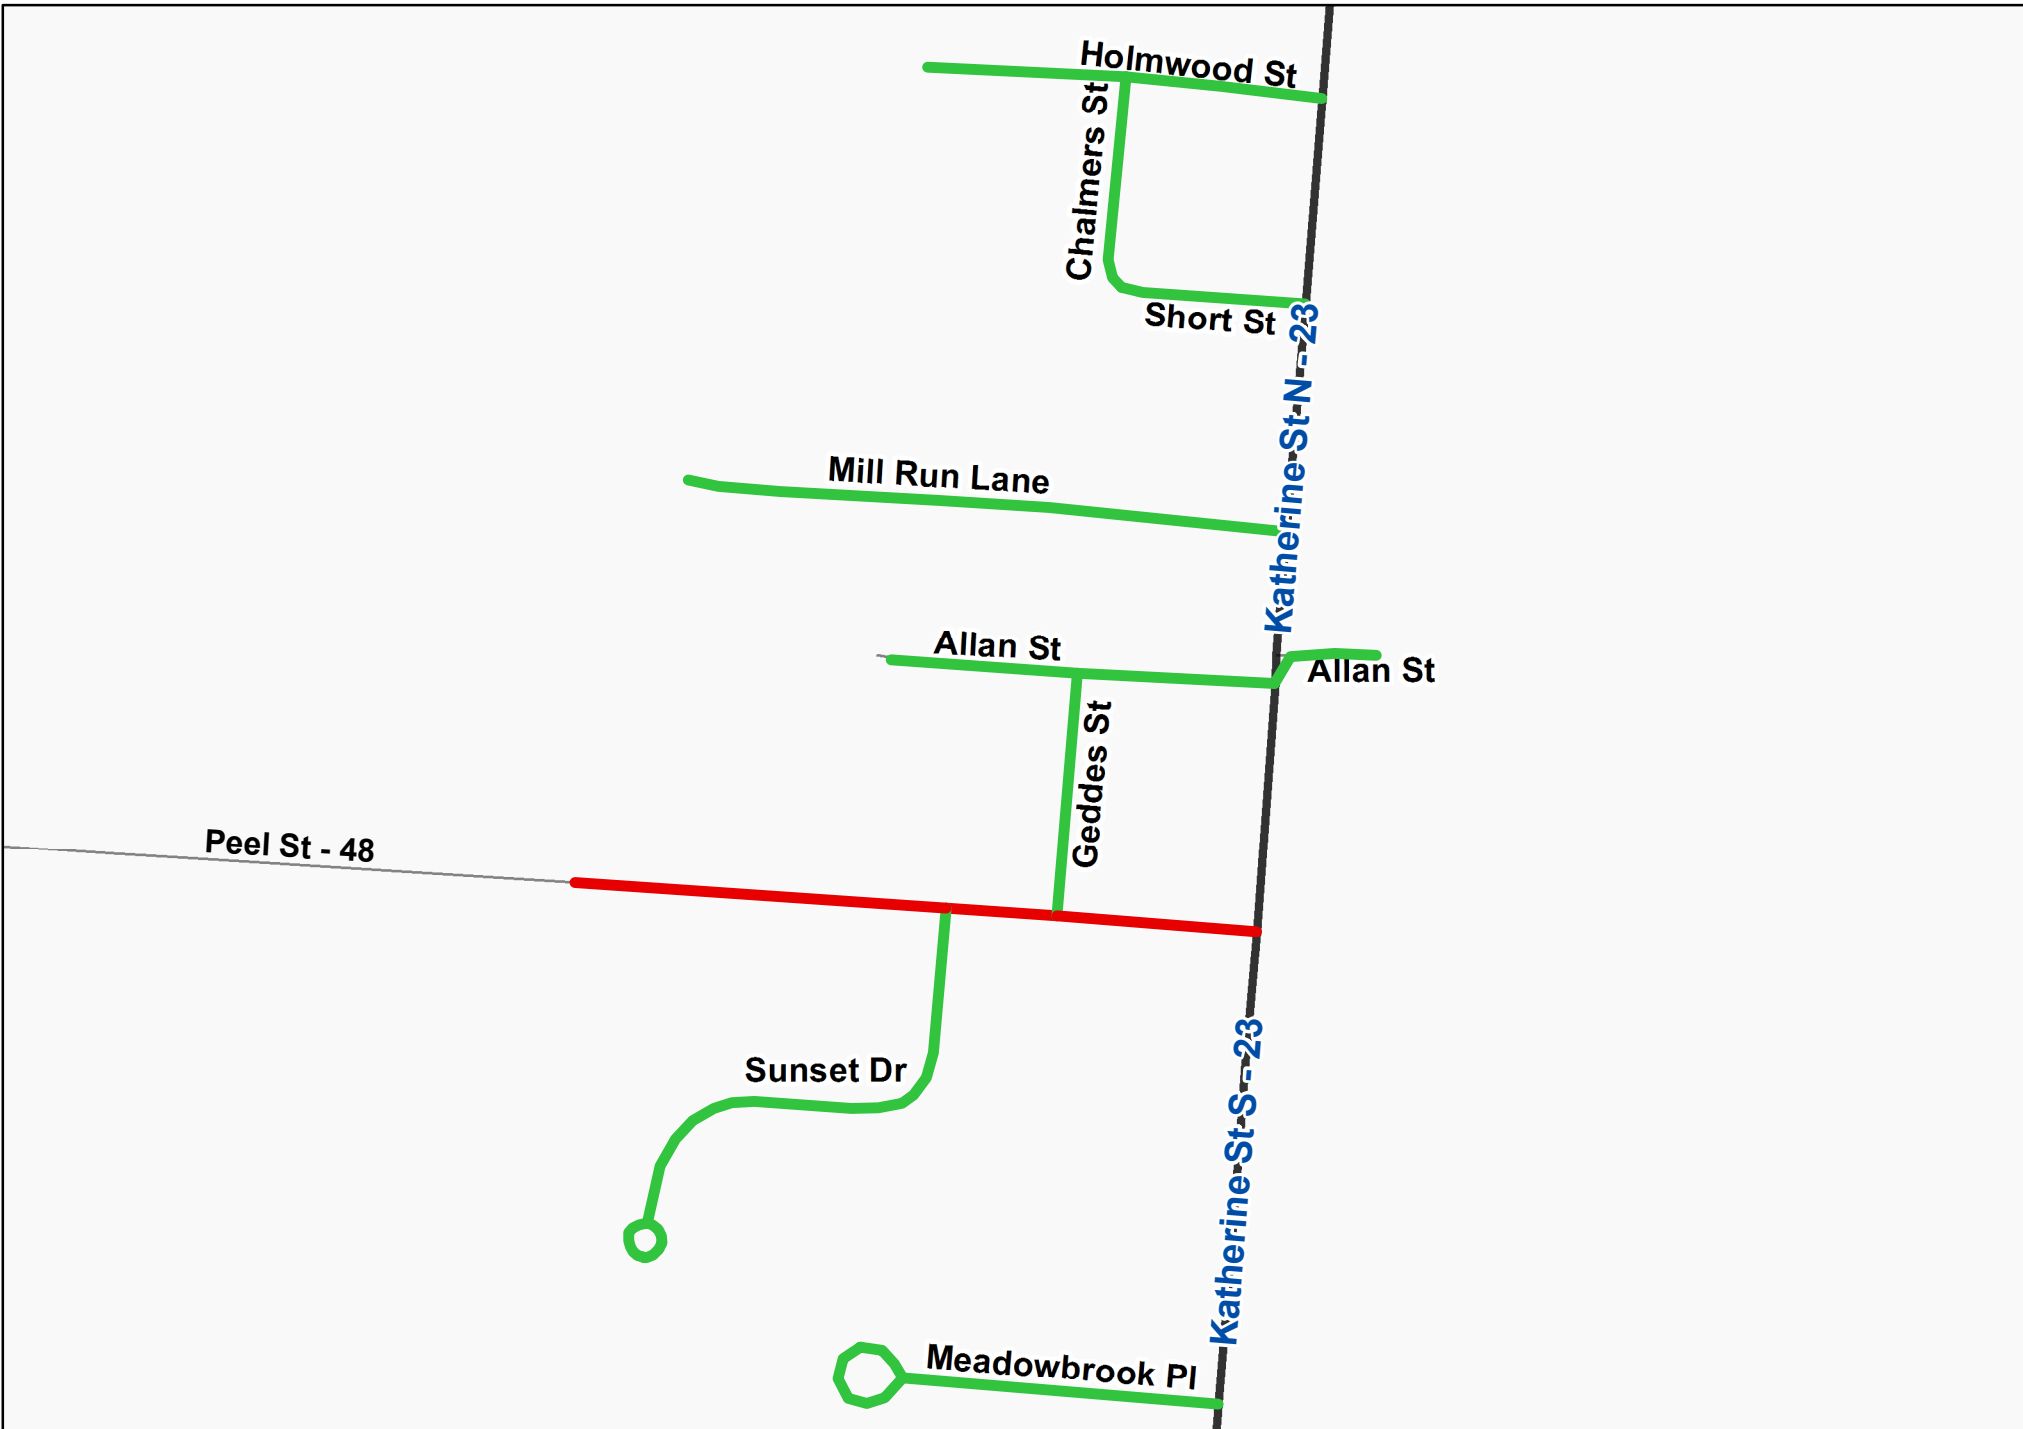 Holmwood St
Chalmers St
Short St
Katherine St N - 23
Mill Run Lane
Allan St
Allan St
Geddes St
Peel St - 48
Katherine St S - 23
Sunset Dr
Meadowbrook Pl